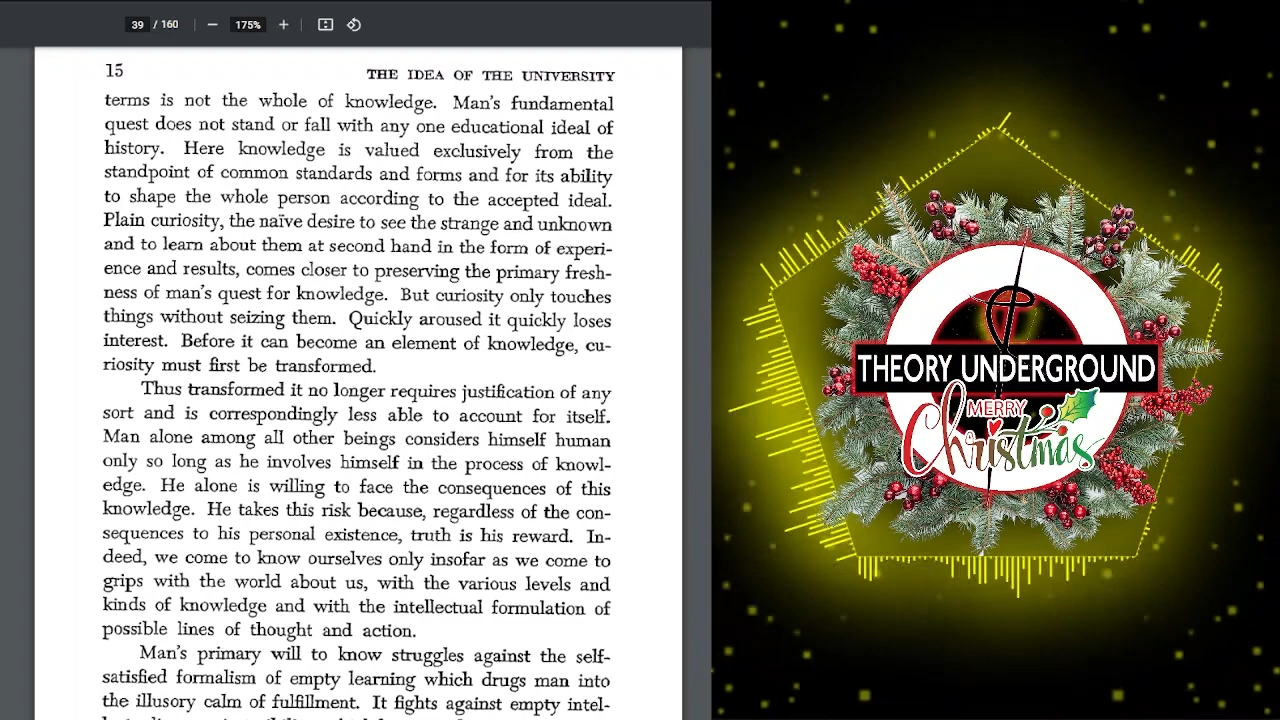 39 / 160
175%
15
THE IDEA OF THE UNIVERSITY
terms is not the whole of knowledge. Man's fundamental
quest does not stand or fall with any one educational ideal of
history. Here knowledge is valued exclusively from the
standpoint of common standards and forms and for its ability
to shape the whole person according to the accepted ideal.
Plain curiosity, the naïve desire to see the strange and unknown
and to learn about them at second hand in the form of experi-
ence and results, comes closer to preserving the primary fresh-
ness of man's quest for knowledge. But curiosity only touches
things without seizing them. Quickly aroused it quickly loses
interest. Before it can become an element of knowledge, cu-
riosity must first be transformed.
Thus transformed it no longer requires justification of any
sort and is correspondingly less able to account for itself.
Man alone among all other beings considers himself human
only so long as he involves himself in the process of knowl-
edge. He alone is willing to face the consequences of this
knowledge. He takes this risk because, regardless of the con-
sequences to his personal existence, truth is his reward. In-
deed, we come to know ourselves only insofar as we come to
grips with the world about us, with the various levels and
kinds of knowledge and with the intellectual formulation of
possible lines of thought and action.
Man's primary will to know struggles against the self-
satisfied formalism of empty learning which drugs man into
the illusory calm of fulfillment. It fights against empty intel-
THEORY UNDERGROUND
MERRY
Christmas